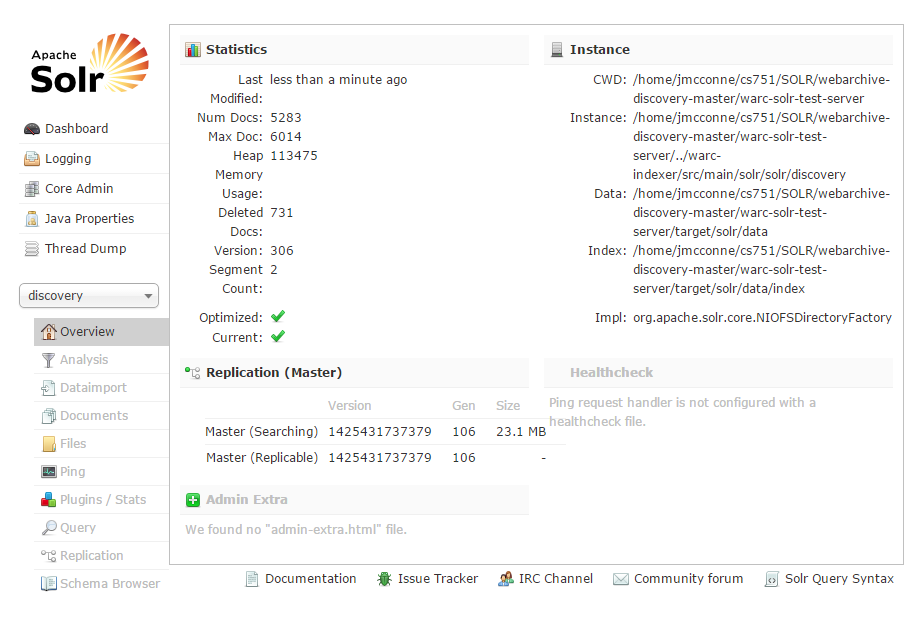 Apache
Solr
Dashboard
Logging
Core Admin
Java Properties
Thread Dump
discovery
Overview
Analysis
Dataimport
Documents
Files
Ping
Plugins / Stats
Query
Replication
Schema Browser
Statistics
Last Modified: less than a minute ago
Num Docs: 5283
Max Doc: 6014
Heap Memory Usage: 113475
Deleted Docs: 731
Version: 306
Segment Count: 2
Optimized:
Current:
Instance
CWD: /home/jmcconne/cs751/SOLR/webarchive-
discovery-master/warc-solr-test-server
Instance: /home/jmcconne/cs751/SOLR/webarchive-
discovery-master/warc-solr-test-
server/../warc-
indexer/src/main/solr/solr/discovery
Data: /home/jmcconne/cs751/SOLR/webarchive-
discovery-master/warc-solr-test-
server/target/solr/data
Index: /home/jmcconne/cs751/SOLR/webarchive-
discovery-master/warc-solr-test-
server/target/solr/data/index
Impl: org.apache.solr.core.NIOFSDirectoryFactory
Replication (Master)
Version Gen Size
Master (Searching) 1425431737379 106 23.1 MB
Master (Replicable) 1425431737379 106 -
Healthcheck
Ping request handler is not configured with a
healthcheck file.
Admin Extra
We found no "admin-extra.html" file.
Documentation Issue Tracker IRC Channel Community forum Solr Query Syntax